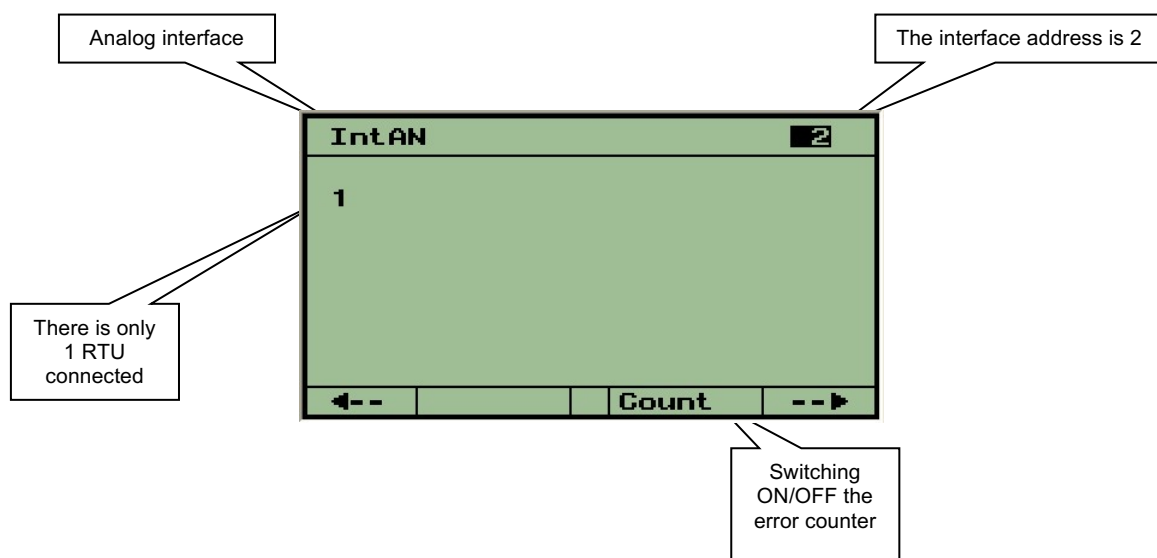 Analog interface
The interface address is 2
IntAN 2
1
There is only
1 RTU
connected
◄-- Count --►
Switching
ON/OFF the
error counter